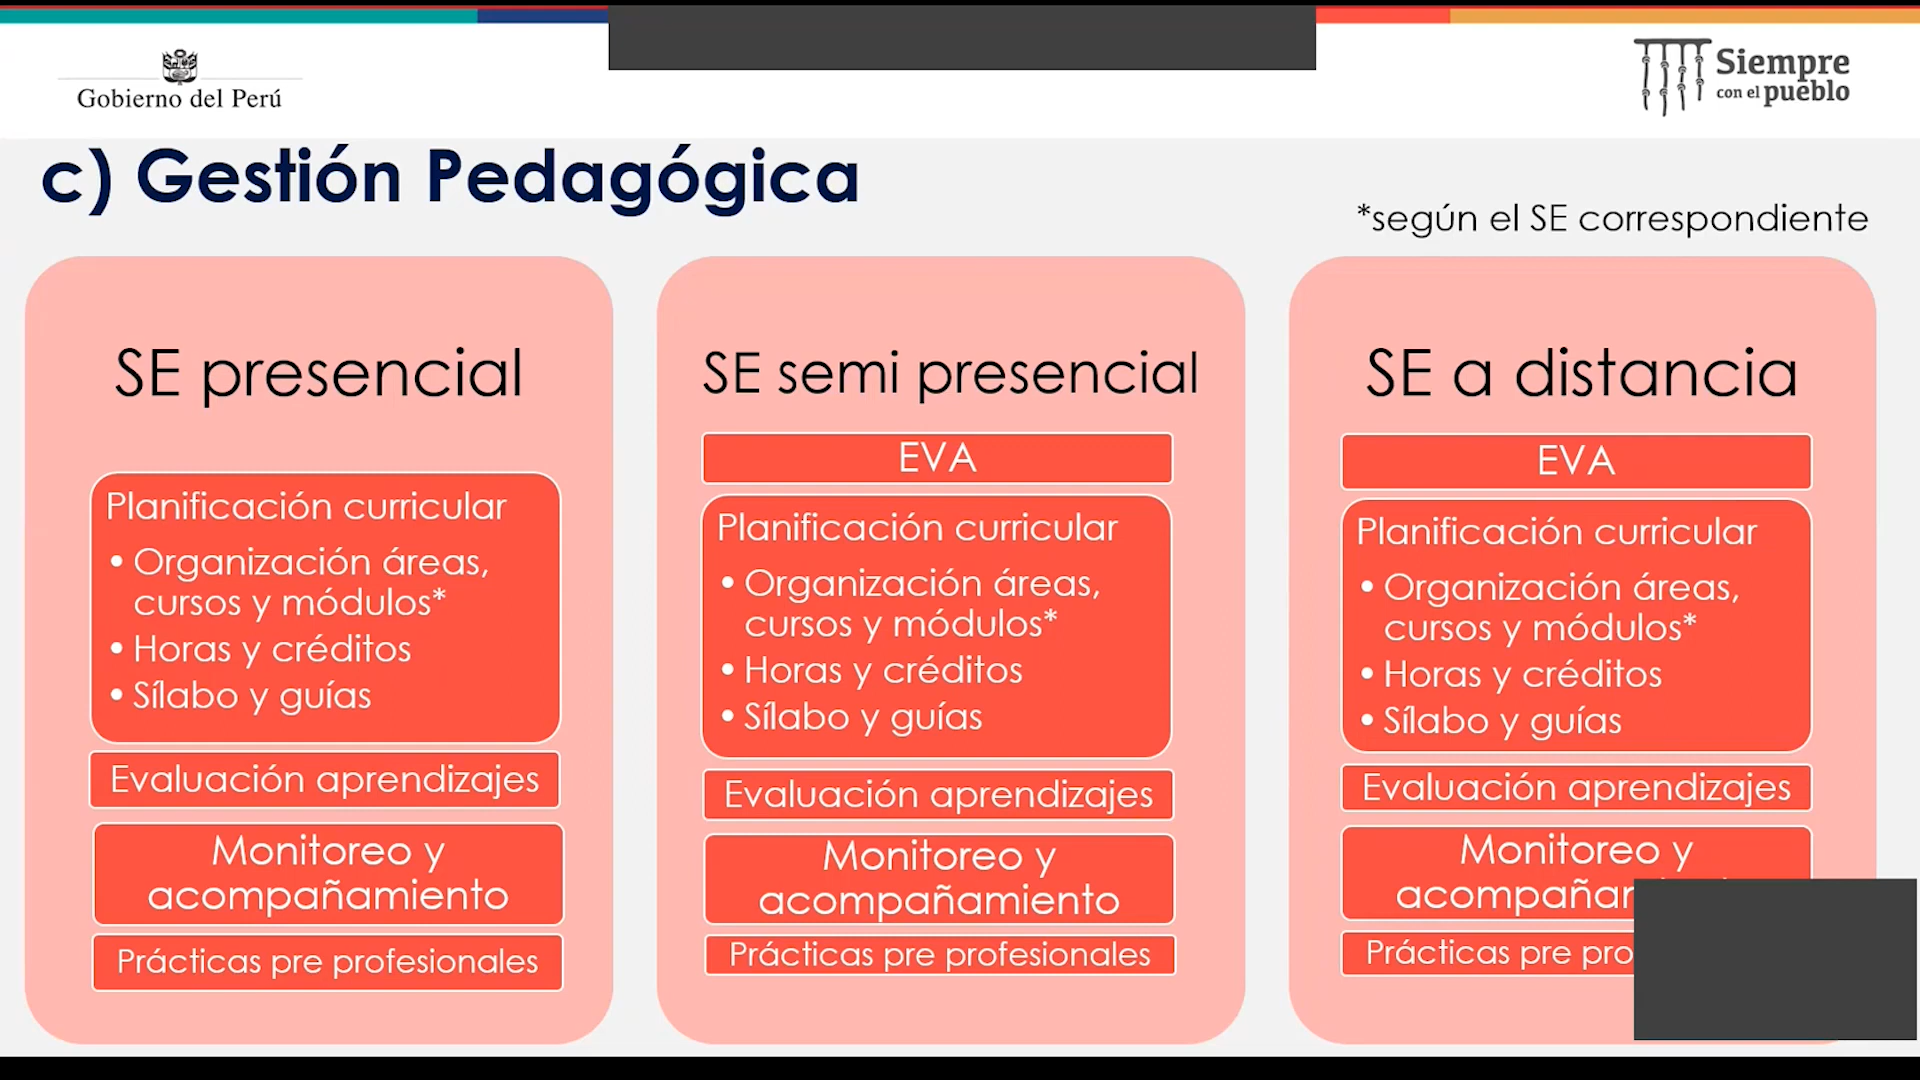 Gobierno del Perú
Siempre
con el pueblo
c) Gestión Pedagógica
*según el SE correspondiente
SE presencial
Planificación curricular
• Organización áreas,
cursos y módulos*
• Horas y créditos
• Sílabo y guías
Evaluación aprendizajes
Monitoreo y
acompañamiento
Prácticas pre profesionales
SE semi presencial
EVA
Planificación curricular
• Organización áreas,
cursos y módulos*
• Horas y créditos
• Sílabo y guías
Evaluación aprendizajes
Monitoreo y
acompañamiento
Prácticas pre profesionales
SE a distancia
EVA
Planificación curricular
• Organización áreas,
cursos y módulos*
• Horas y créditos
• Sílabo y guías
Evaluación aprendizajes
Monitoreo y
Prácticas pre